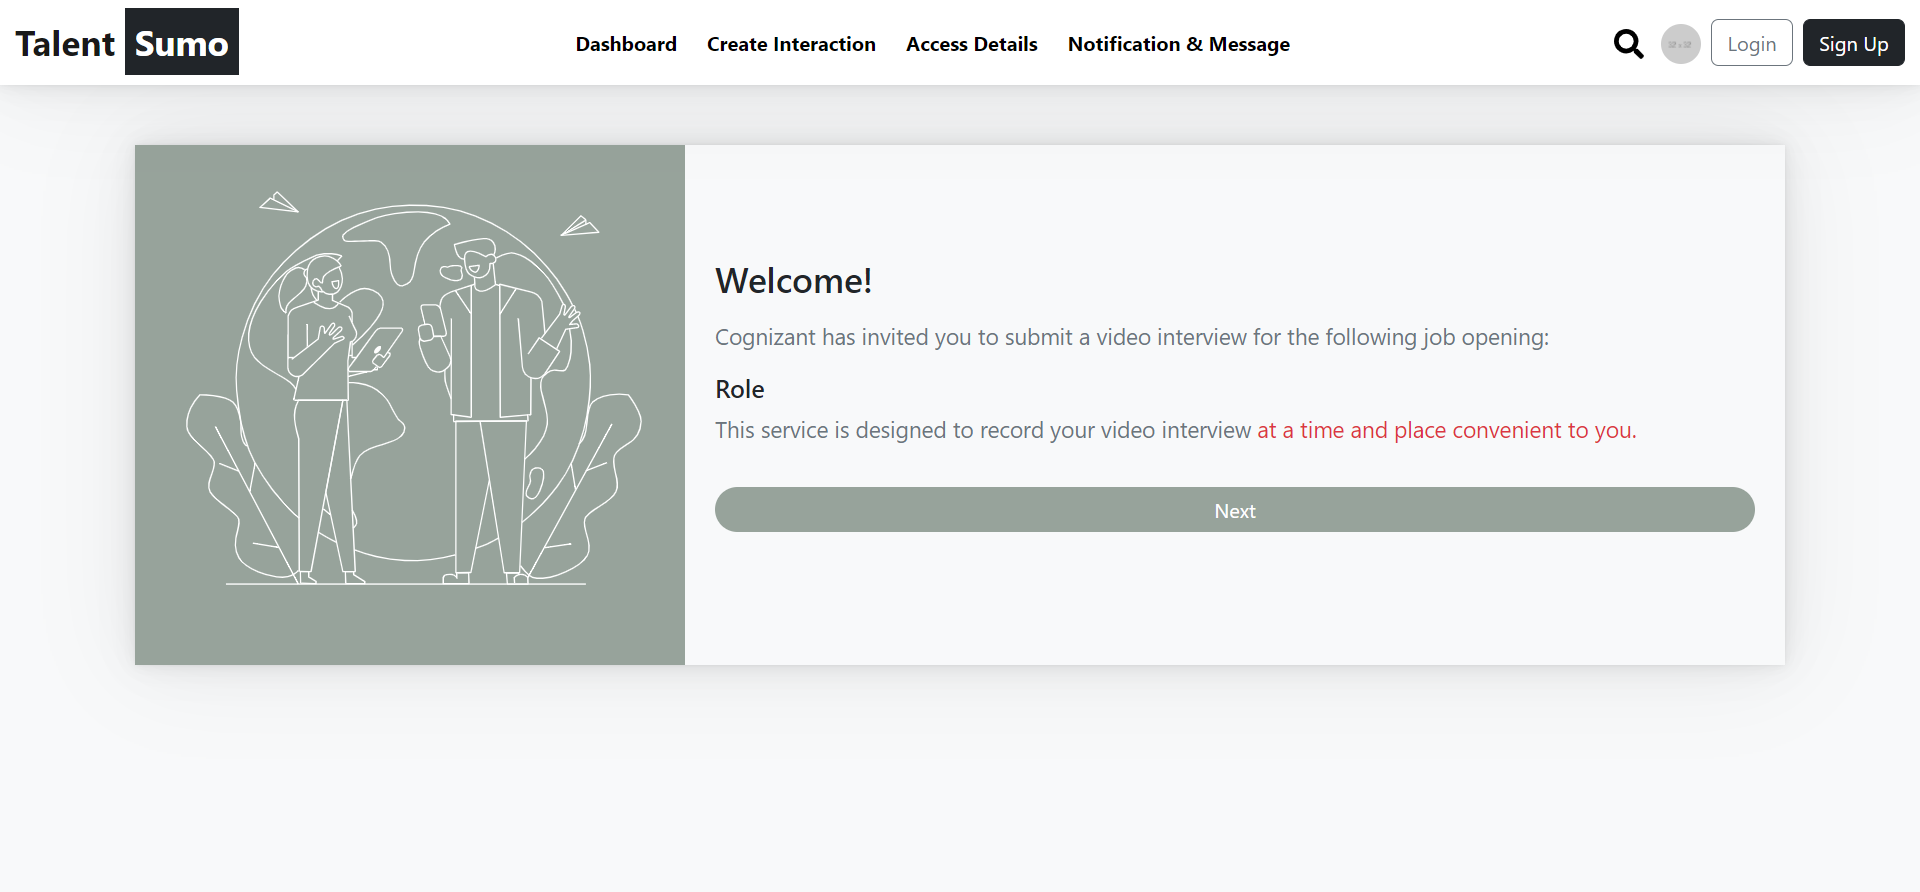 Talent Sumo
Dashboard
Create Interaction
Access Details
Notification & Message
Login
Sign Up
Welcome!
Cognizant has invited you to submit a video interview for the following job opening:
Role
This service is designed to record your video interview at a time and place convenient to you.
Next